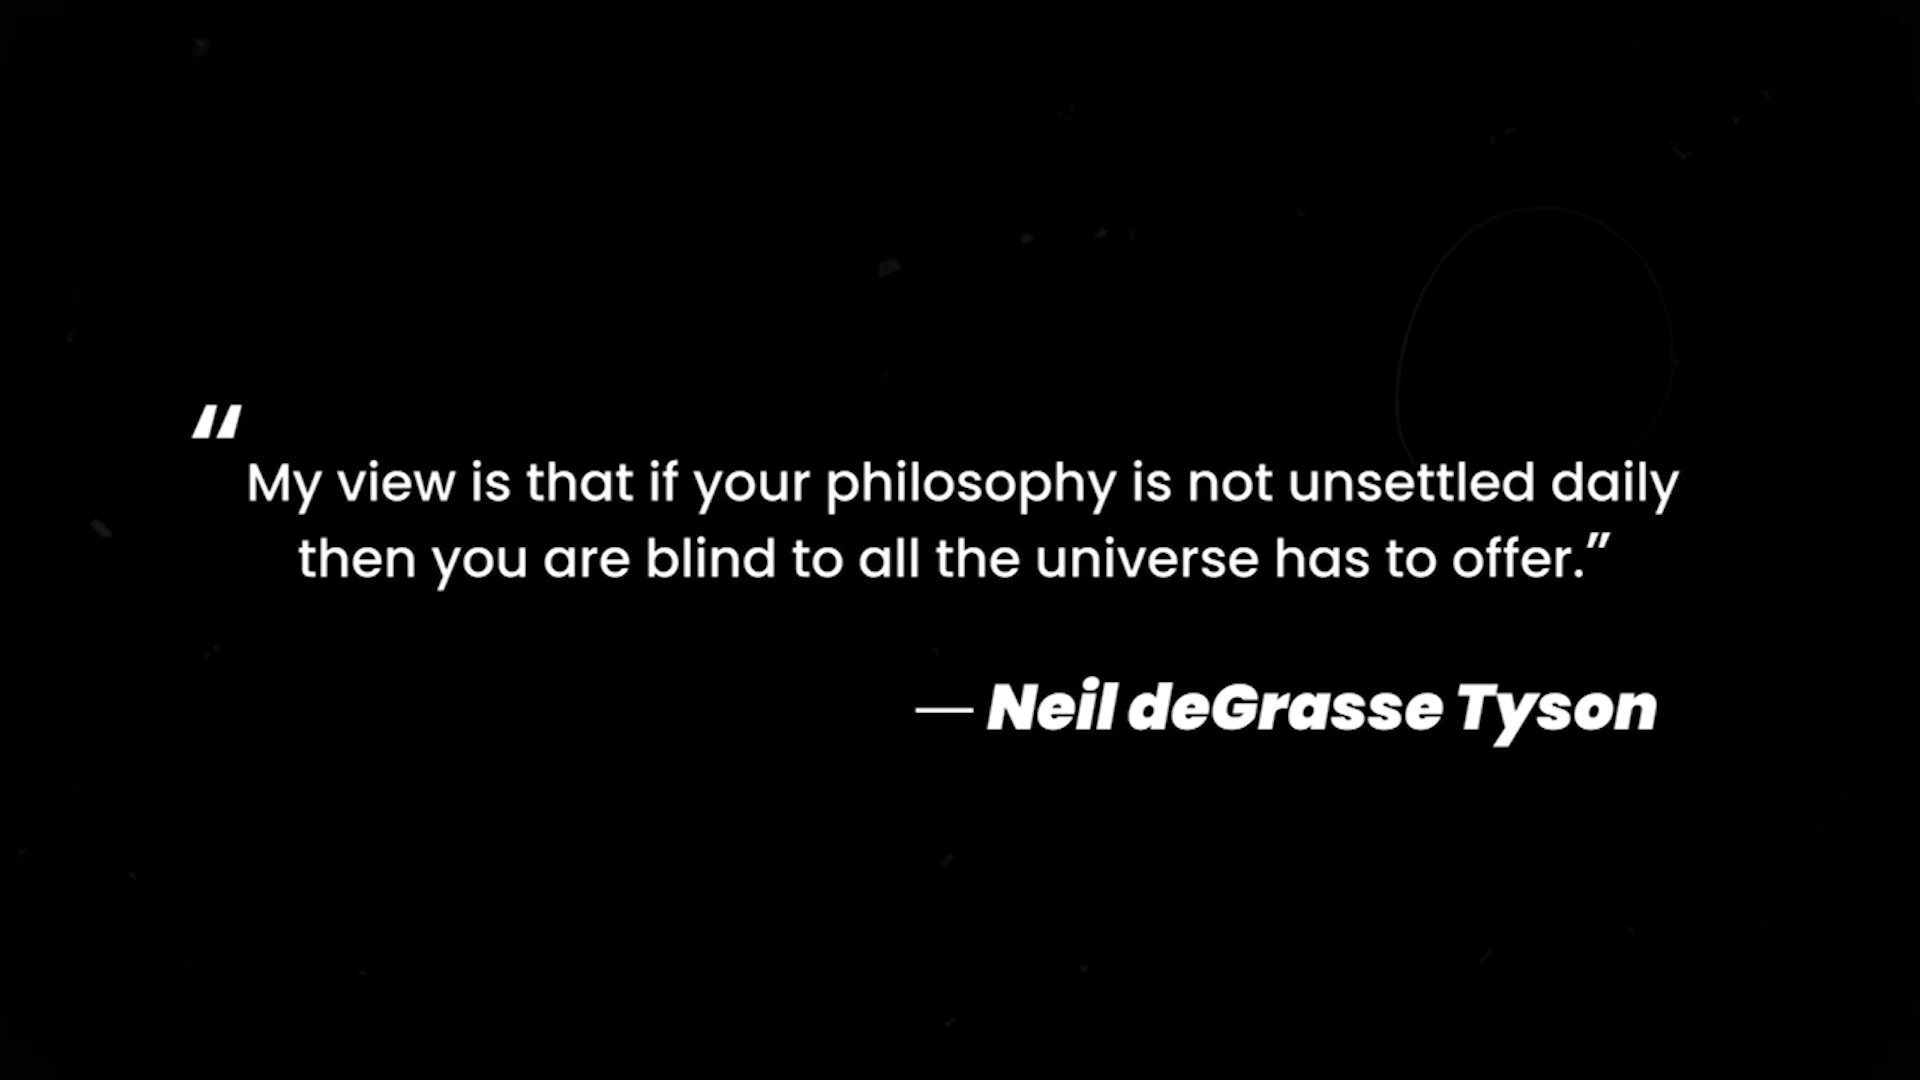 “My view is that if your philosophy is not unsettled daily
then you are blind to all the universe has to offer.”
— Neil deGrasse Tyson